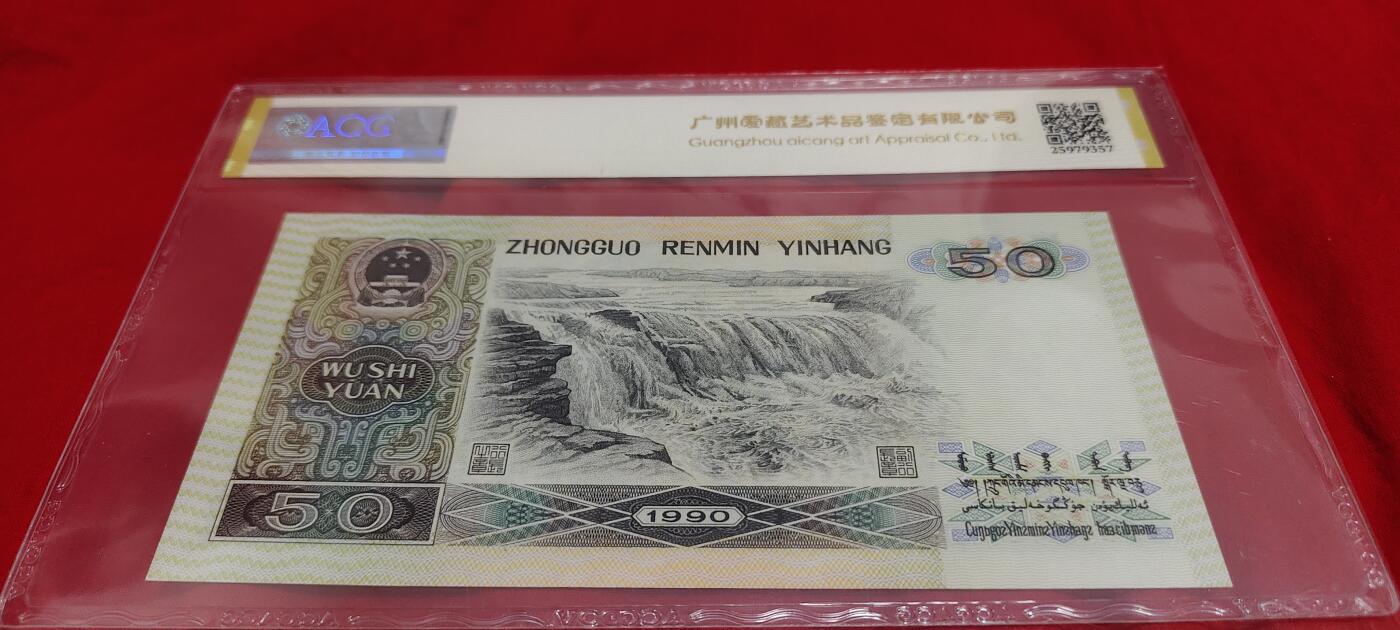 ACG
广州爱藏艺术品鉴定有限公司
Guangzhou aicang art Appraisal Co., Ltd.
25979357
ZHONGGUO RENMIN YINHANG
50
WU SHI
YUAN
50
1990